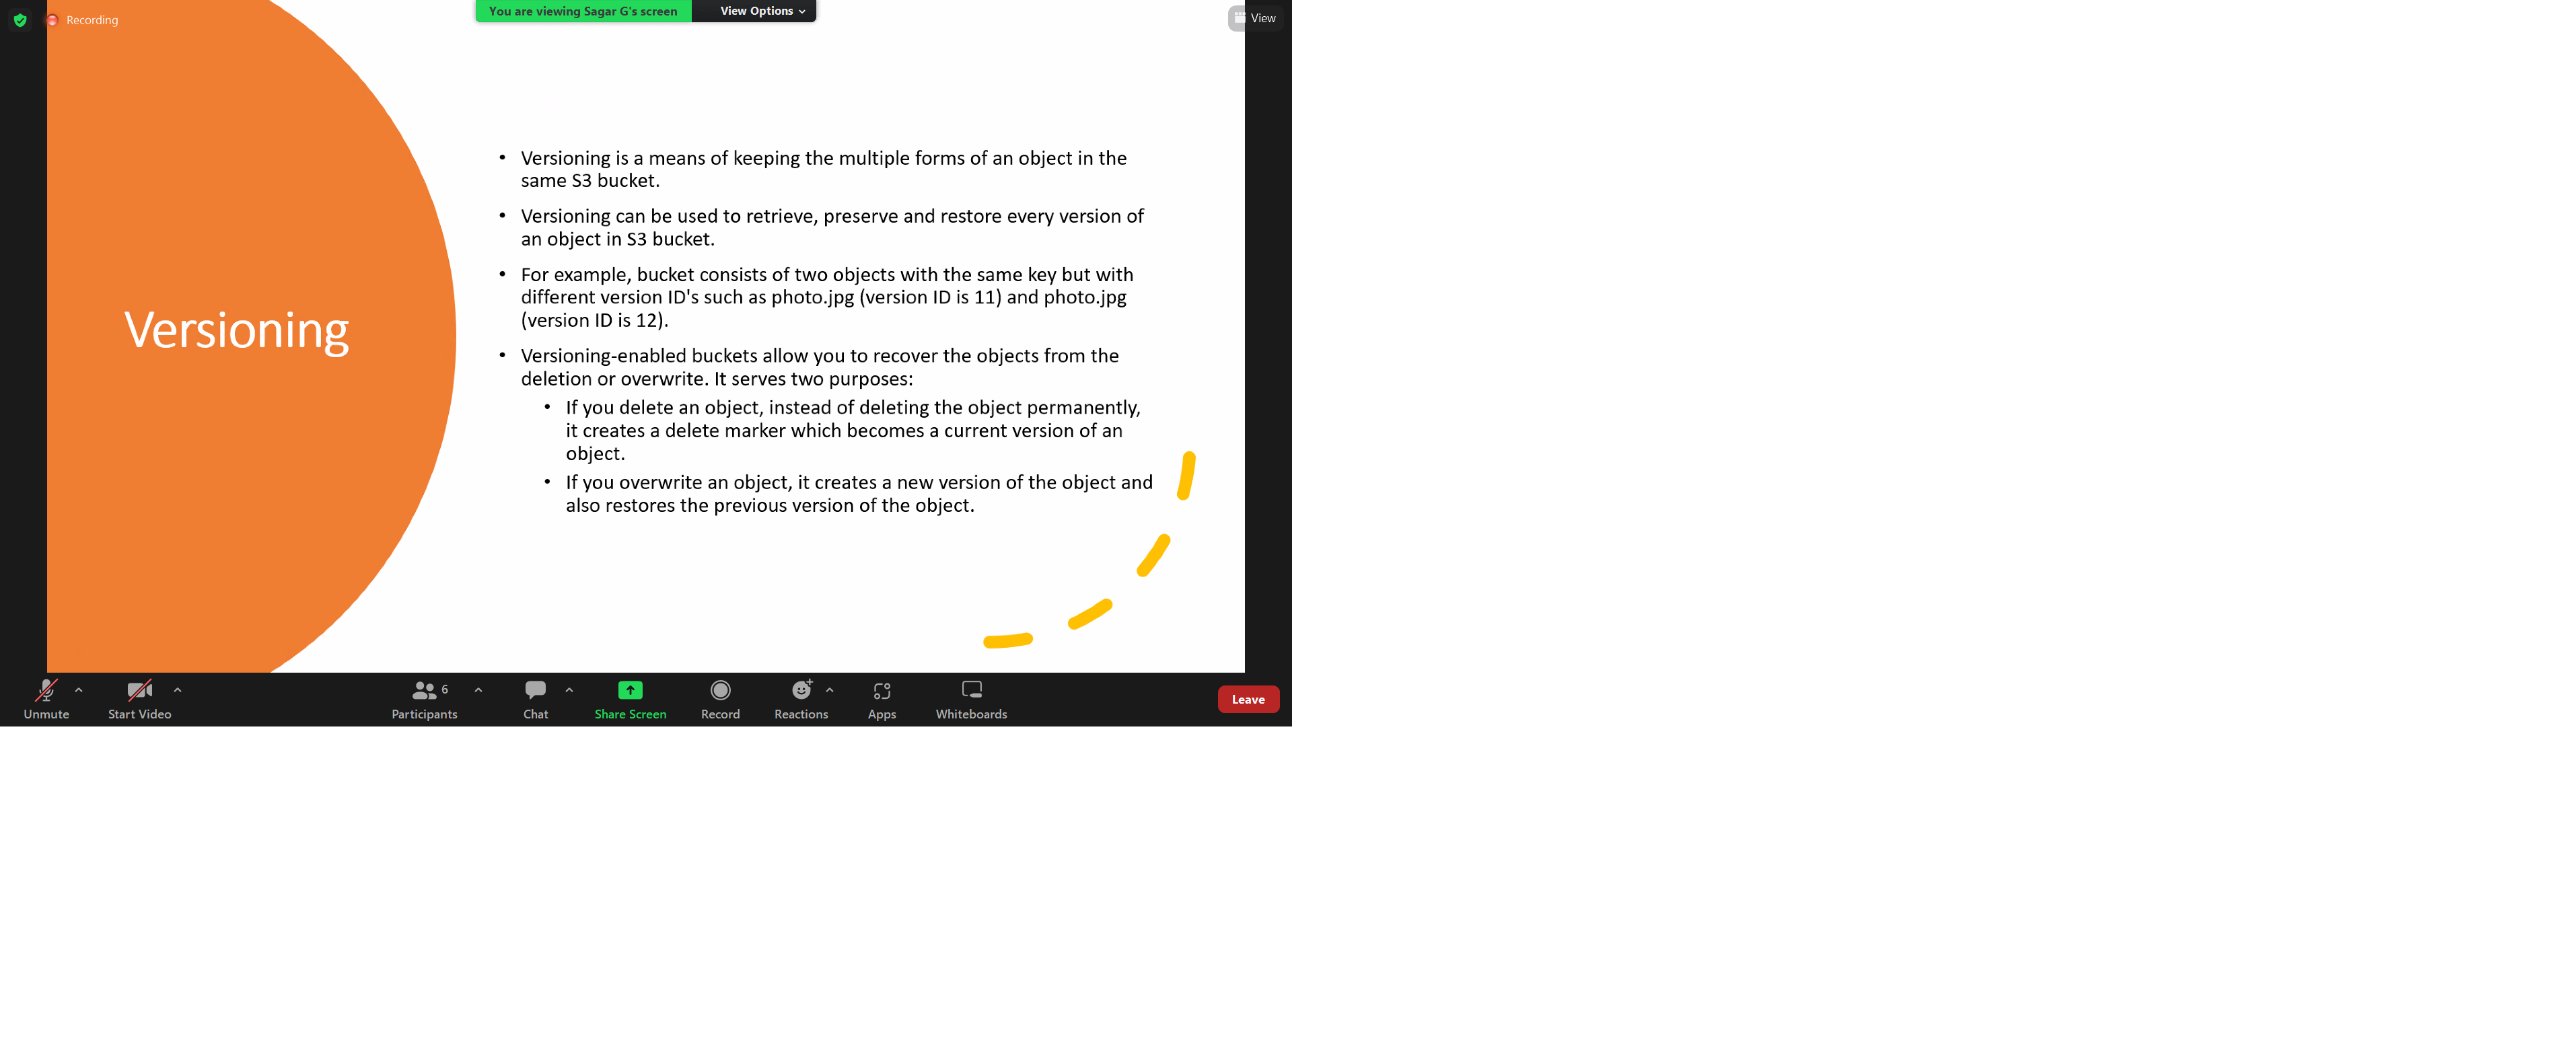 Recording
You are viewing Sagar G's screen
View Options
View
Versioning
• Versioning is a means of keeping the multiple forms of an object in the
same S3 bucket.
• Versioning can be used to retrieve, preserve and restore every version of
an object in S3 bucket.
• For example, bucket consists of two objects with the same key but with
different version ID's such as photo.jpg (version ID is 11) and photo.jpg
(version ID is 12).
• Versioning-enabled buckets allow you to recover the objects from the
deletion or overwrite. It serves two purposes:
• If you delete an object, instead of deleting the object permanently,
it creates a delete marker which becomes a current version of an
object.
• If you overwrite an object, it creates a new version of the object and
also restores the previous version of the object.
Unmute
Start Video
6
Participants
Chat
Share Screen
Record
Reactions
Apps
Whiteboards
Leave